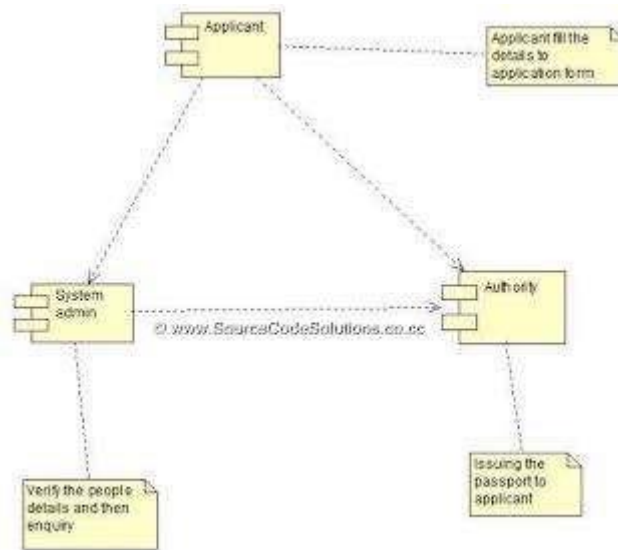 Applicant
Applicant fill the
details to
application form
System
admin
Authority
© www.SourceCodeSolutions.co.cc
Verify the people
details and then
enquiry
Issuing the
passport to
applicant